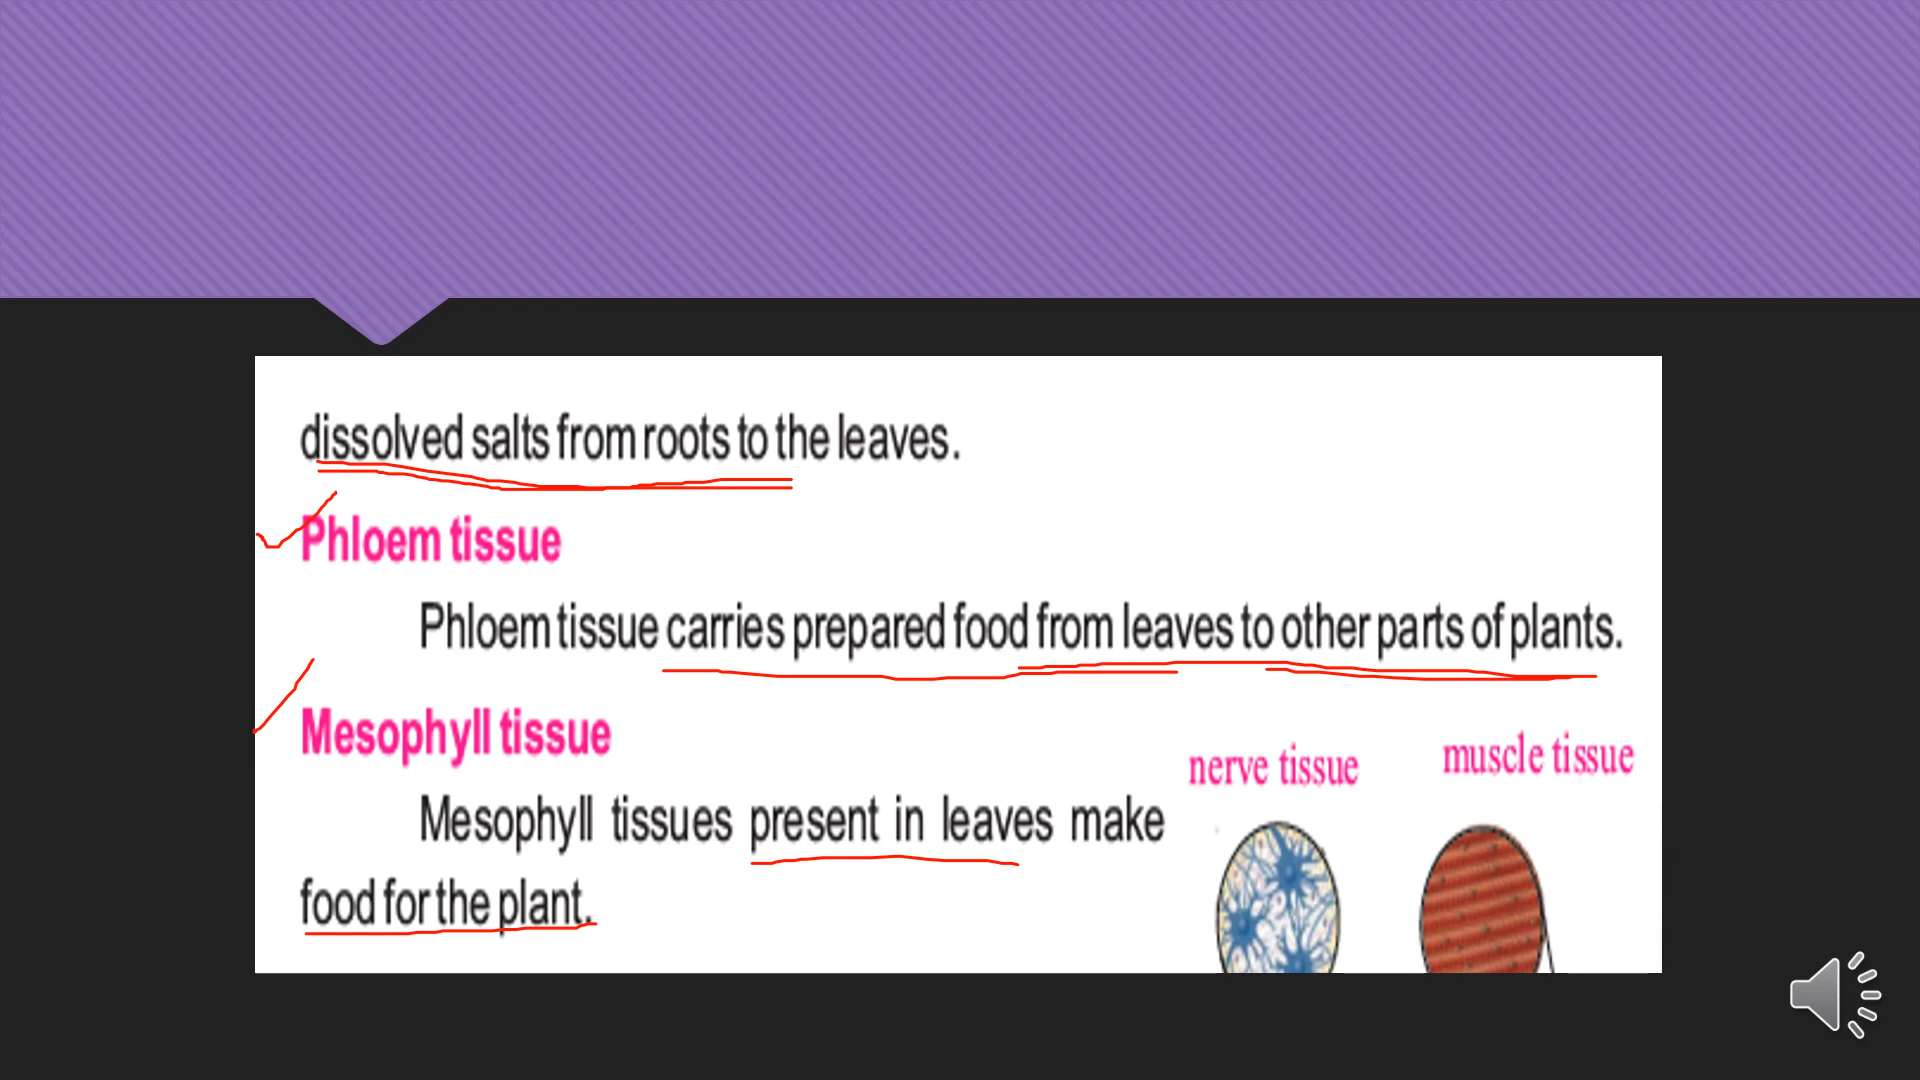 dissolved salts from roots to the leaves.
Phloem tissue
Phloem tissue carries prepared food from leaves to other parts of plants.
Mesophyll tissue
nerve tissue
muscle tissue
Mesophyll tissues present in leaves make
food for the plant.